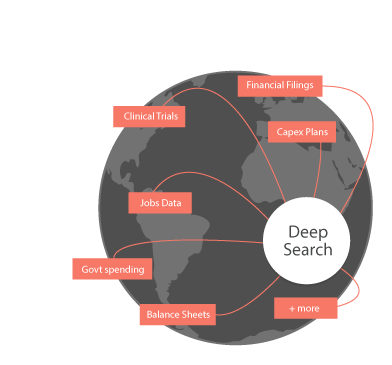 Financial Filings
Clinical Trials
Capex Plans
Jobs Data
Deep
Search
Govt spending
Balance Sheets
+ more